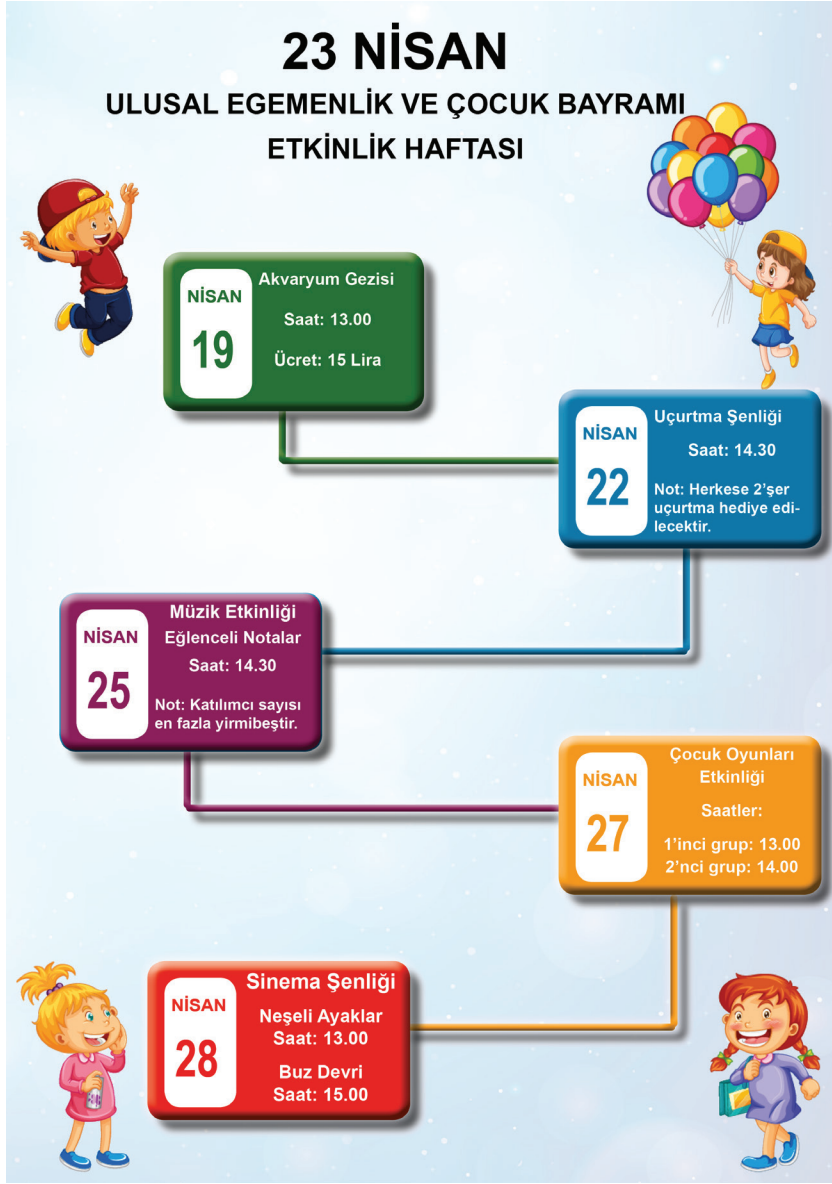 23 NİSAN
ULUSAL EGEMENLİK VE ÇOCUK BAYRAMI
ETKİNLİK HAFTASI
NİSAN
19
Akvaryum Gezisi
Saat: 13.00
Ücret: 15 Lira
NİSAN
22
Uçurtma Şenliği
Saat: 14.30
Not: Herkese 2’şer
uçurtma hediye edi-
lecektir.
NİSAN
25
Müzik Etkinliği
Eğlenceli Notalar
Saat: 14.30
Not: Katılımcı sayısı
en fazla yirmibeştir.
NİSAN
27
Çocuk Oyunları
Etkinliği
Saatler:
1’inci grup: 13.00
2’nci grup: 14.00
NİSAN
28
Sinema Şenliği
Neşeli Ayaklar
Saat: 13.00
Buz Devri
Saat: 15.00